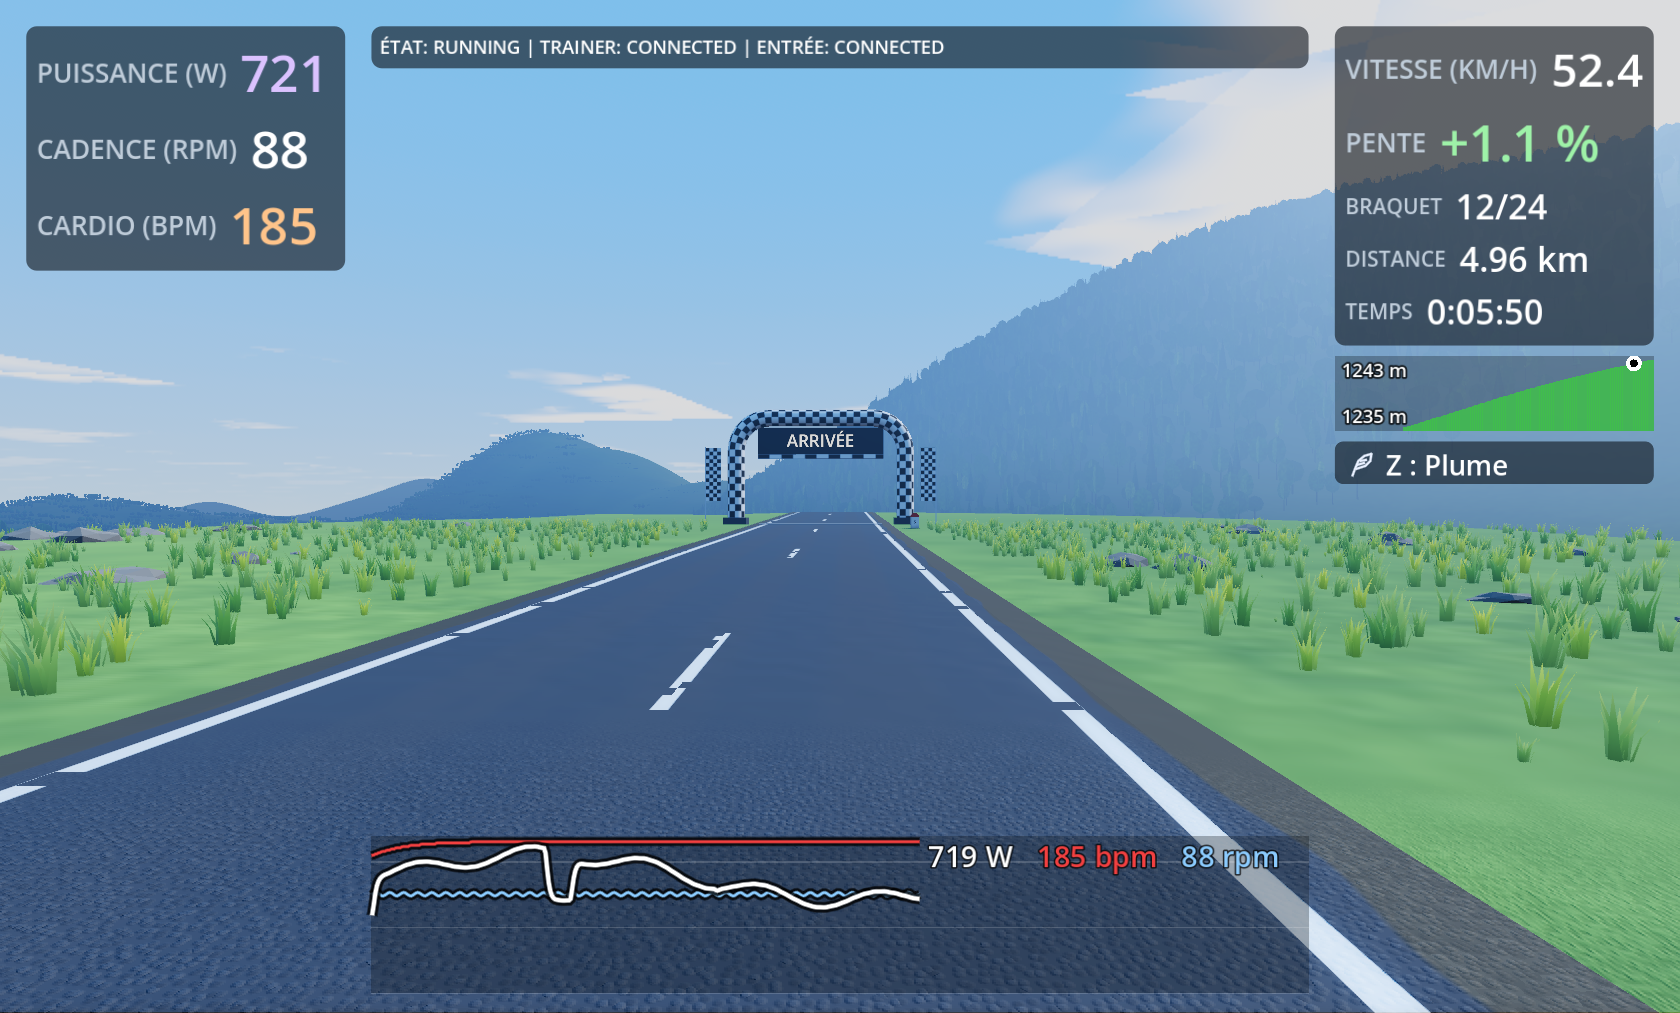 PUISSANCE (W) 721
CADENCE (RPM) 88
CARDIO (BPM) 185
ÉTAT: RUNNING | TRAINER: CONNECTED | ENTRÉE: CONNECTED
VITESSE (KM/H) 52.4
PENTE +1.1 %
BRAQUET 12/24
DISTANCE 4.96 km
TEMPS 0:05:50
1243 m
1235 m
Z : Plume
ARRIVÉE
719 W 185 bpm 88 rpm